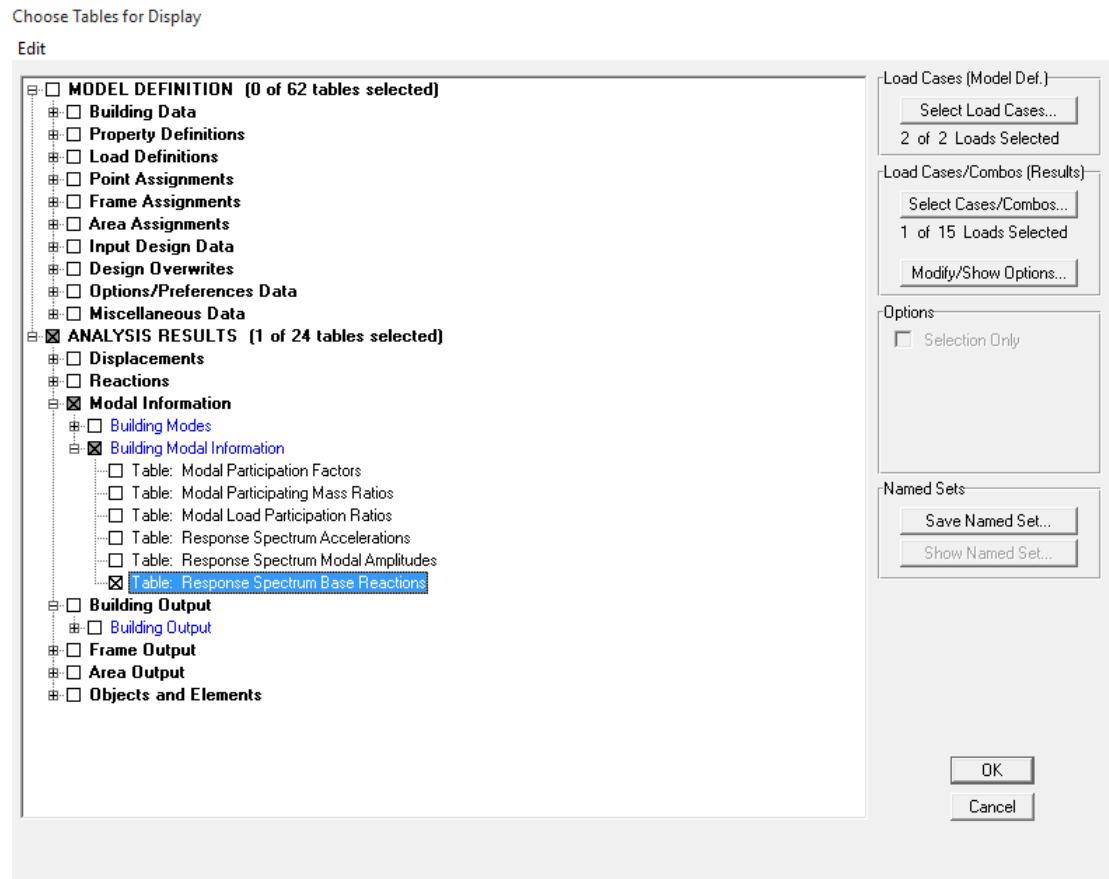 Choose Tables for Display
Edit
MODEL DEFINITION (0 of 62 tables selected)
Building Data
Property Definitions
Load Definitions
Point Assignments
Frame Assignments
Area Assignments
Input Design Data
Design Overwrites
Options/Preferences Data
Miscellaneous Data
ANALYSIS RESULTS (1 of 24 tables selected)
Displacements
Reactions
Modal Information
Building Modes
Building Modal Information
Table: Modal Participation Factors
Table: Modal Participating Mass Ratios
Table: Modal Load Participation Ratios
Table: Response Spectrum Accelerations
Table: Response Spectrum Modal Amplitudes
Table: Response Spectrum Base Reactions
Building Output
Building Output
Frame Output
Area Output
Objects and Elements
Load Cases (Model Def.)
Select Load Cases...
2 of 2 Loads Selected
Load Cases/Combos (Results)
Select Cases/Combos...
1 of 15 Loads Selected
Modify/Show Options...
Options
Selection Only
Named Sets
Save Named Set...
Show Named Set...
OK
Cancel